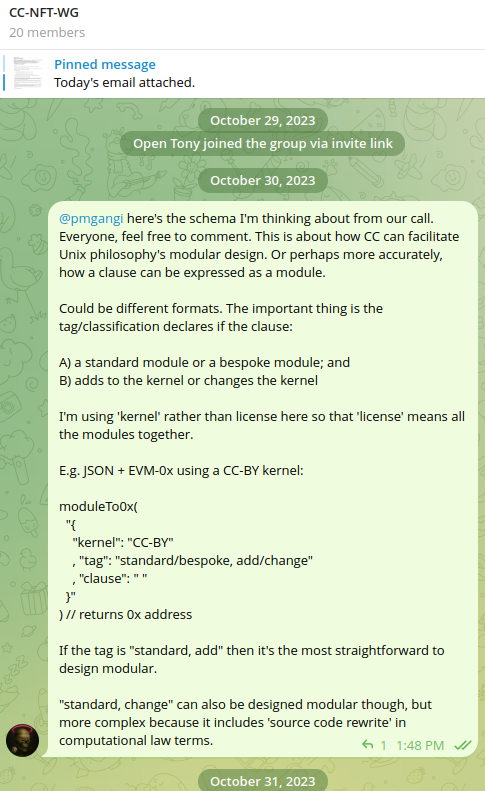 CC-NFT-WG
20 members
Pinned message
Today's email attached.
October 29, 2023
Open Tony joined the group via invite link
October 30, 2023
@pmgangi here's the schema I'm thinking about from our call.
Everyone, feel free to comment. This is about how CC can facilitate
Unix philosophy's modular design. Or perhaps more accurately,
how a clause can be expressed as a module.
Could be different formats. The important thing is the
tag/classification declares if the clause:
A) a standard module or a bespoke module; and
B) adds to the kernel or changes the kernel
I'm using 'kernel' rather than license here so that 'license' means all
the modules together.
E.g. JSON + EVM-0x using a CC-BY kernel:
moduleTo0x(
"{
"kernel": "CC-BY"
, "tag": "standard/bespoke, add/change"
, "clause": " "
}"
) // returns 0x address
If the tag is "standard, add" then it's the most straightforward to
design modular.
"standard, change" can also be designed modular though, but
more complex because it includes 'source code rewrite' in
computational law terms.
1 1:48 PM
October 31, 2023